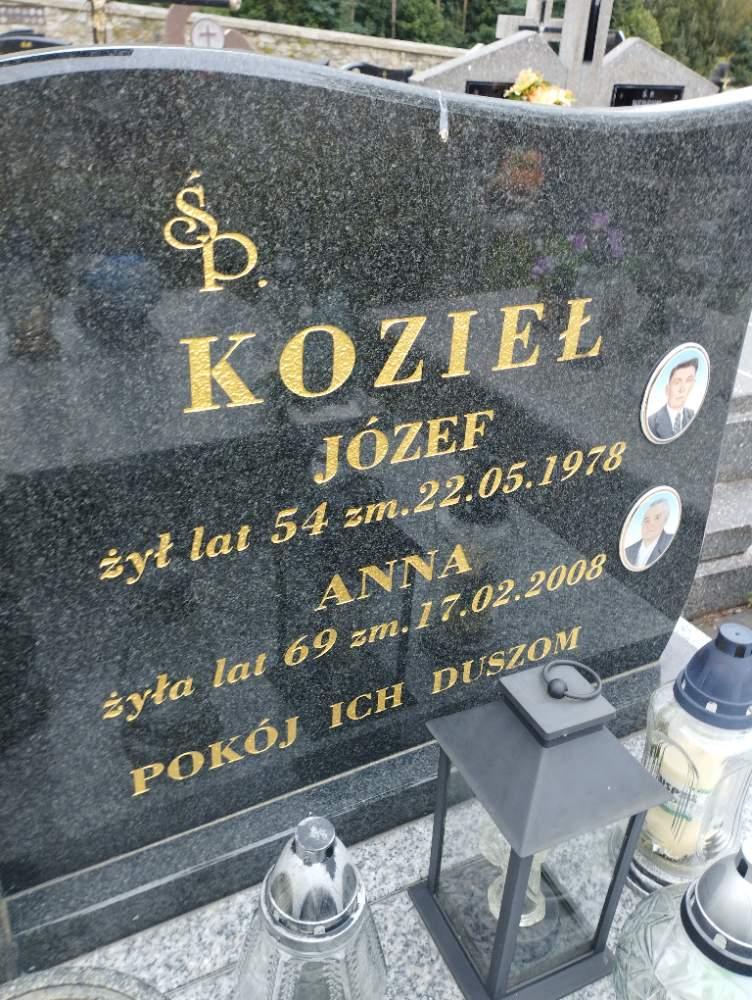 ŚP.
KOZIEŁ
JÓZEF
żył lat 54 zm.22.05.1978
ANNA
żyła lat 69 zm.17.02.2008
POKÓJ ICH DUSZOM